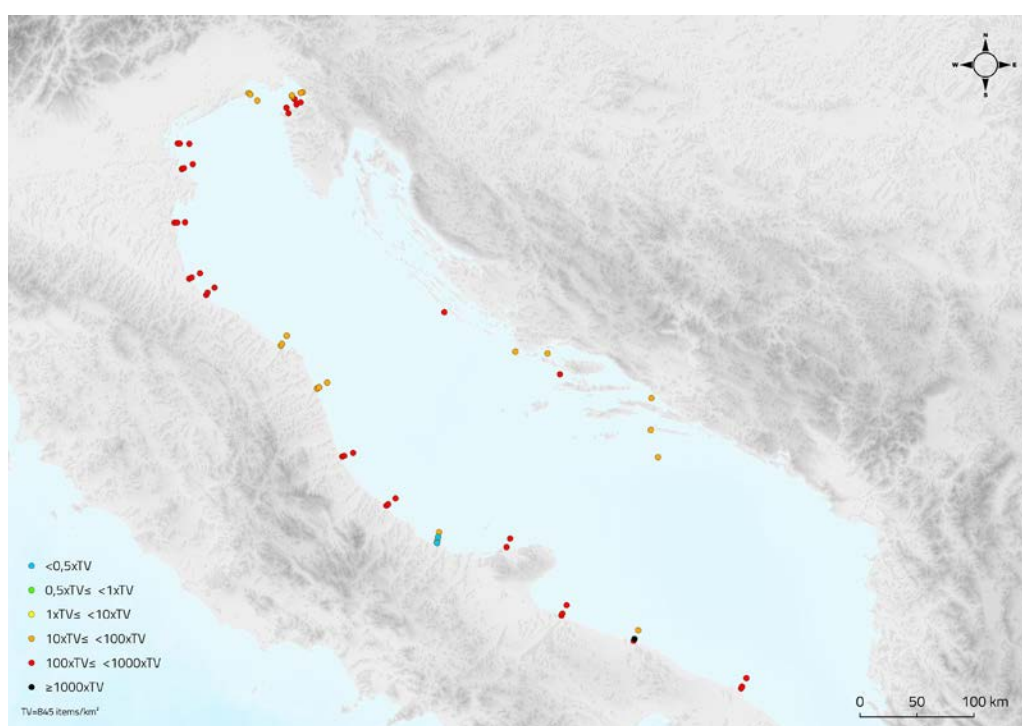 N
W E
S
<0,5xTV
0,5xTV≤ <1xTV
1xTV≤ <10xTV
10xTV≤ <100xTV
100xTV≤ <1000xTV
≥1000xTV
TV=845 items/km²
0 50 100 km